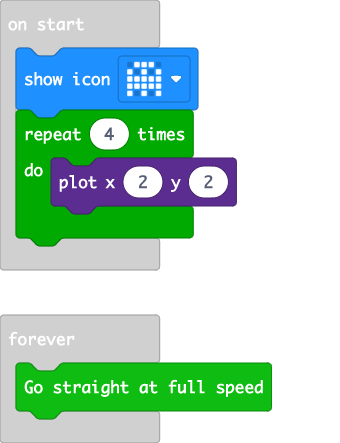 on start
show icon
repeat 4 times
do
plot x 2 y 2
forever
Go straight at full speed